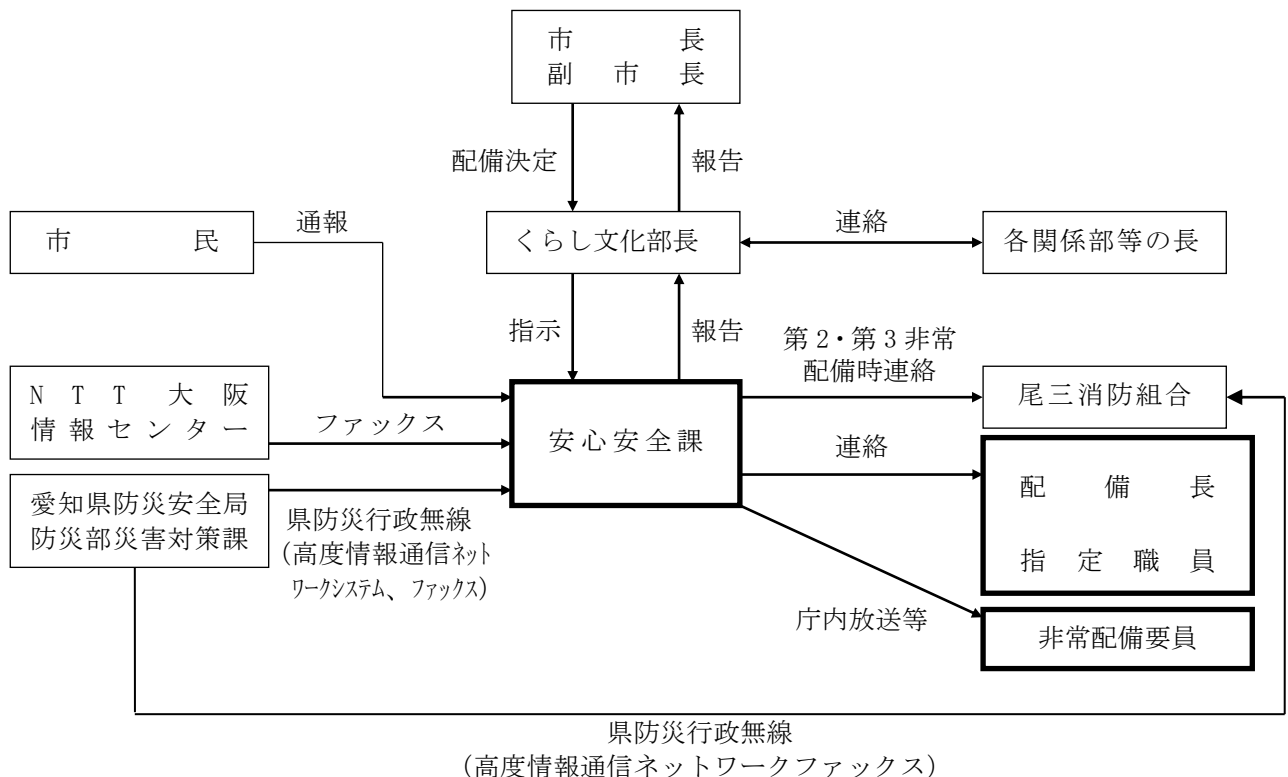 市長
副市長
配備決定
報告
市民
通報
くらし文化部長
連絡
各関係部等の長
指示
報告
第2・第3非常
配備時連絡
NTT大阪
情報センター
ファックス
安心安全課
尾三消防組合
連絡
愛知県防災安全局
防災部災害対策課
県防災行政無線
(高度情報通信ネット
ワークシステム、ファックス)
配備長
指定職員
庁内放送等
非常配備要員
県防災行政無線
(高度情報通信ネットワークファックス)